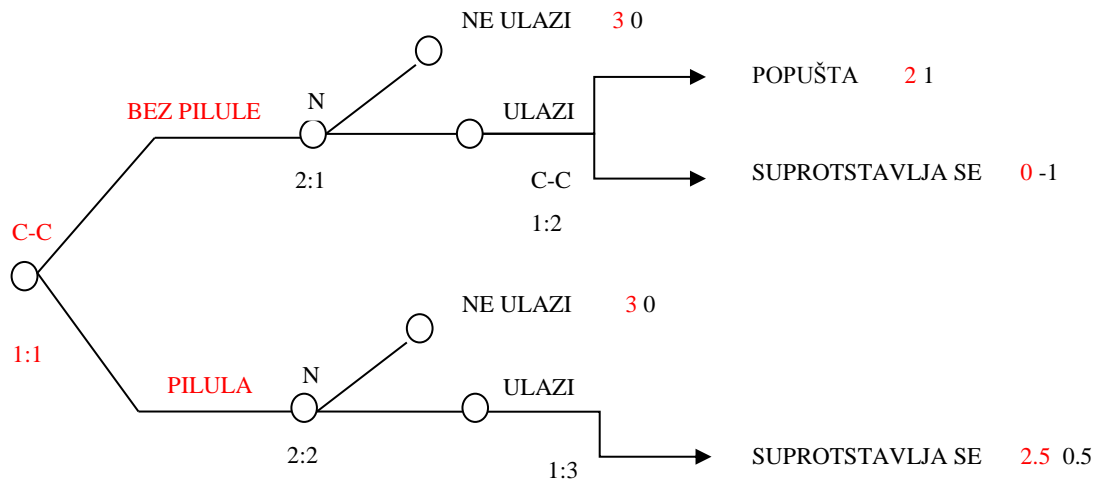 NE ULAZI 3 0
POPUŠTA 2 1
BEZ PILULE
N
ULAZI
2:1
C-C
SUPROTSTAVLJA SE 0 -1
1:2
C-C
NE ULAZI 3 0
1:1
PILULA
N
ULAZI
2:2
1:3
SUPROTSTAVLJA SE 2.5 0.5